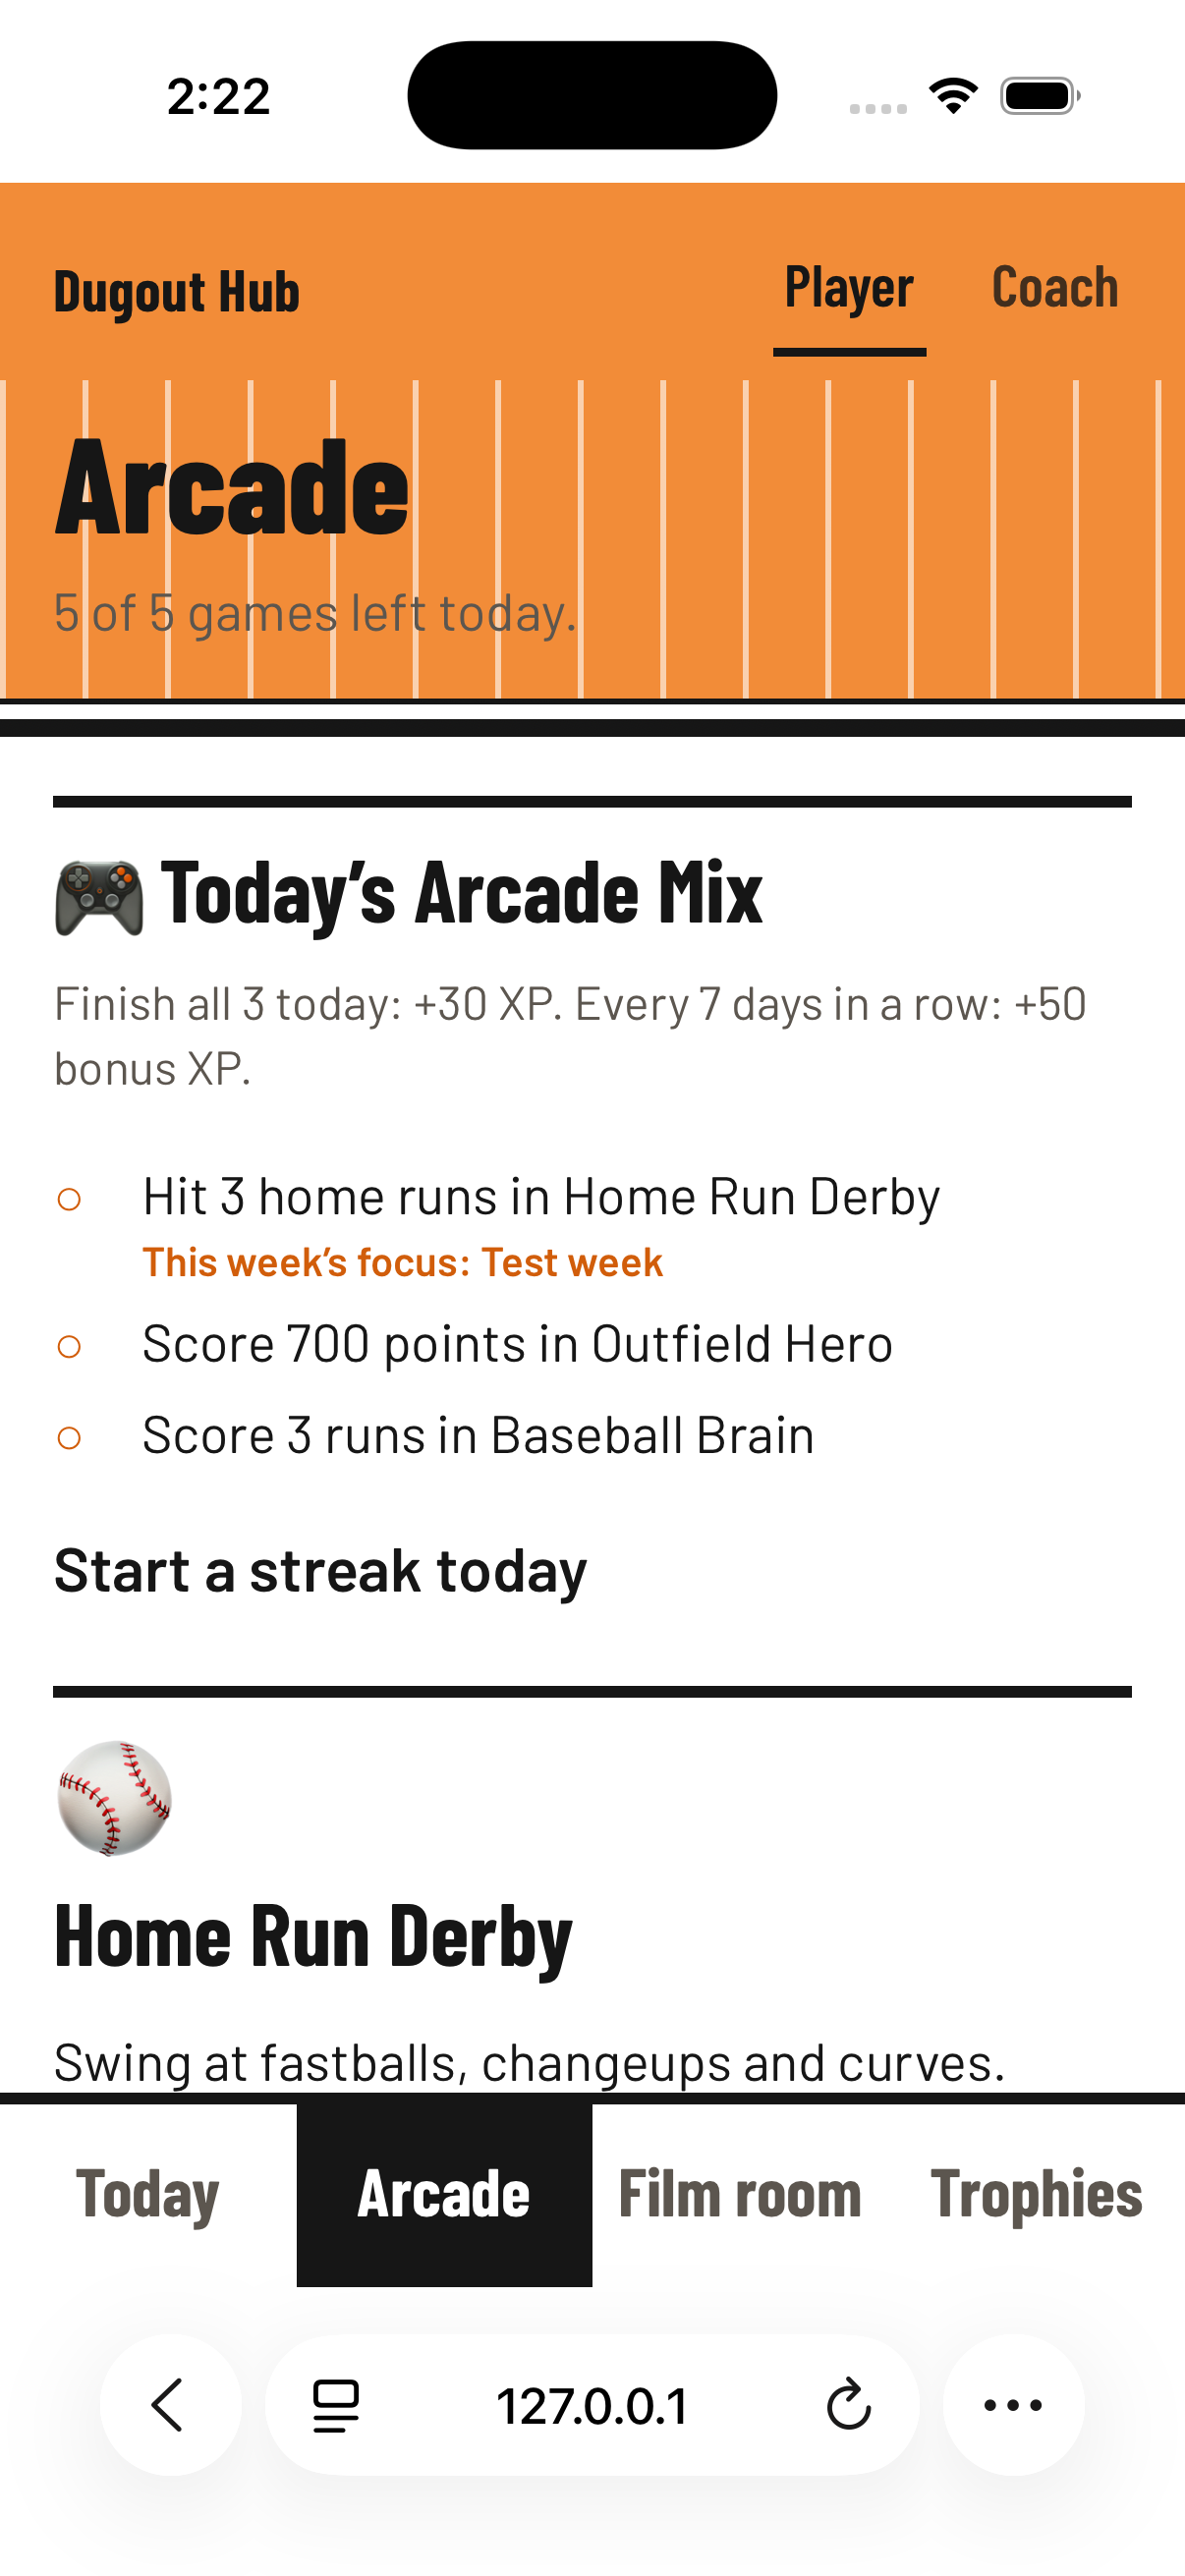 2:22
Dugout Hub
Player
Coach
Arcade
5 of 5 games left today.
Today’s Arcade Mix
Finish all 3 today: +30 XP. Every 7 days in a row: +50
bonus XP.
Hit 3 home runs in Home Run Derby
This week’s focus: Test week
Score 700 points in Outfield Hero
Score 3 runs in Baseball Brain
Start a streak today
Home Run Derby
Swing at fastballs, changeups and curves.
Today
Arcade
Film room
Trophies
127.0.0.1